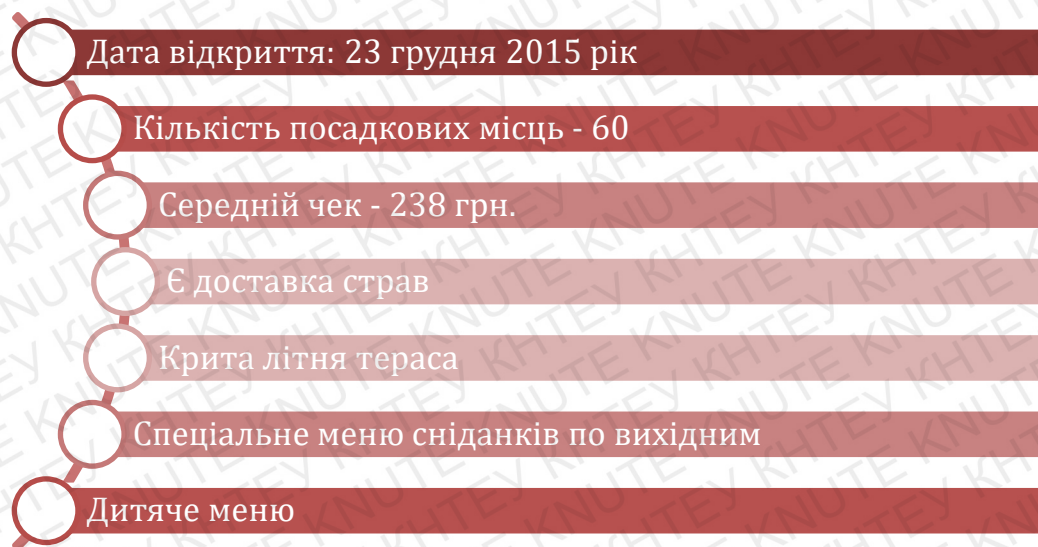 Дата відкриття: 23 грудня 2015 рік
Кількість посадкових місць - 60
Середній чек - 238 грн.
Є доставка страв
Крита літня тераса
Спеціальне меню сніданків по вихідним
Дитяче меню